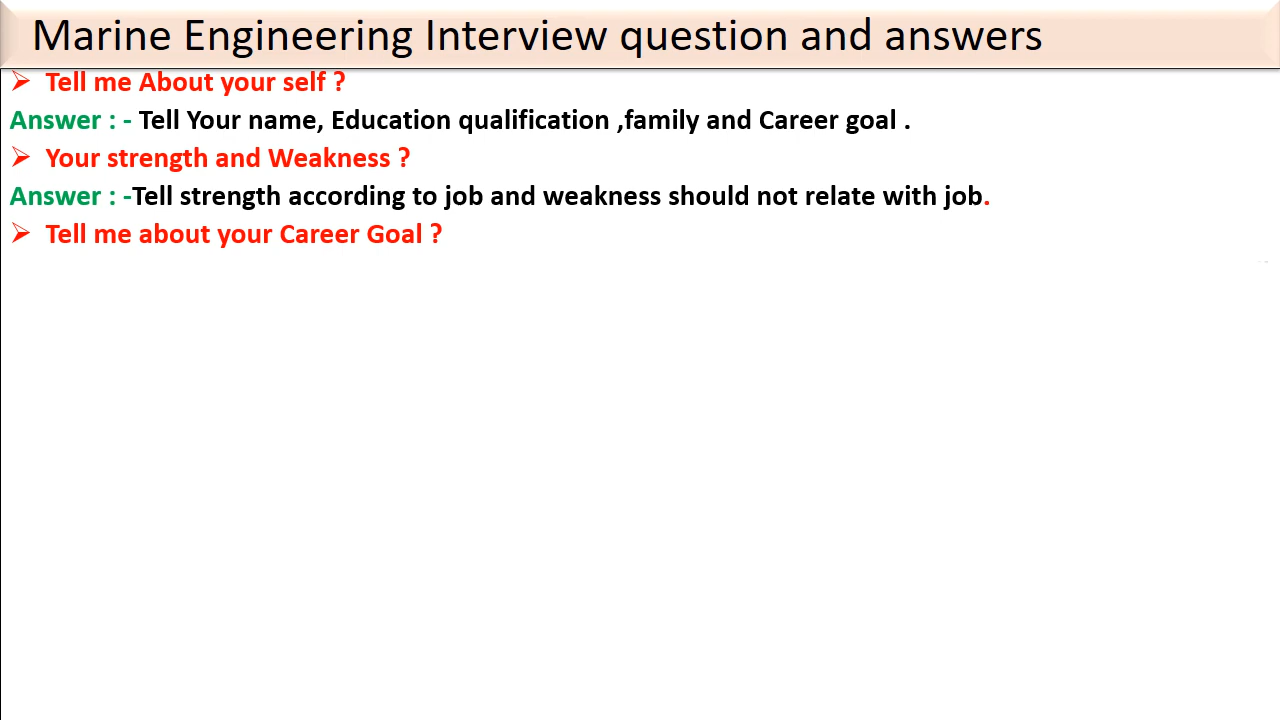 Marine Engineering Interview question and answers
➢ Tell me About your self ?
Answer : - Tell Your name, Education qualification ,family and Career goal .
➢ Your strength and Weakness ?
Answer : -Tell strength according to job and weakness should not relate with job.
➢ Tell me about your Career Goal ?